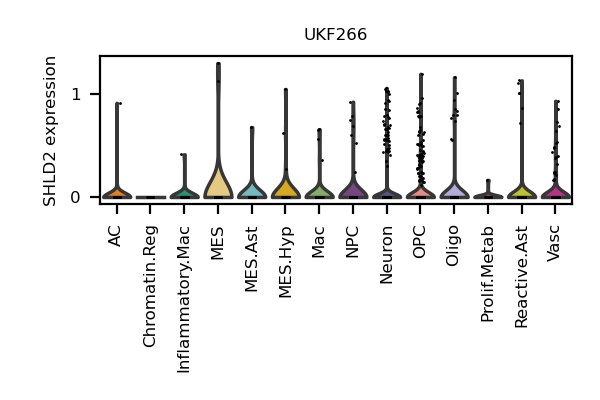 UKF266
SHLD2 expression
1
0
AC
Chromatin.Reg
Inflammatory.Mac
MES
MES.Ast
MES.Hyp
Mac
NPC
Neuron
OPC
Oligo
Prolif.Metab
Reactive.Ast
Vasc